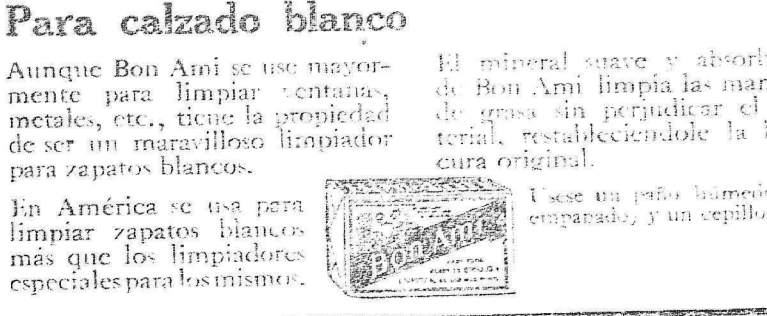 Para calzado blanco
Aunque Bon Ami se use mayor-
mente para limpiar ventanas,
metales, etc., tiene la propiedad
de ser un maravilloso limpiador
para zapatos blancos.
En América se usa para
limpiar zapatos blancos
más que los limpiadores
especiales para los mismos.
El mineral suave y absorb
de Bon Ami limpia las man
de grasa sin perjudicar el
terial, restableciendole la b
cura original.
Usese un paño húmedo
empanado, y un cepillo
Bon Ami